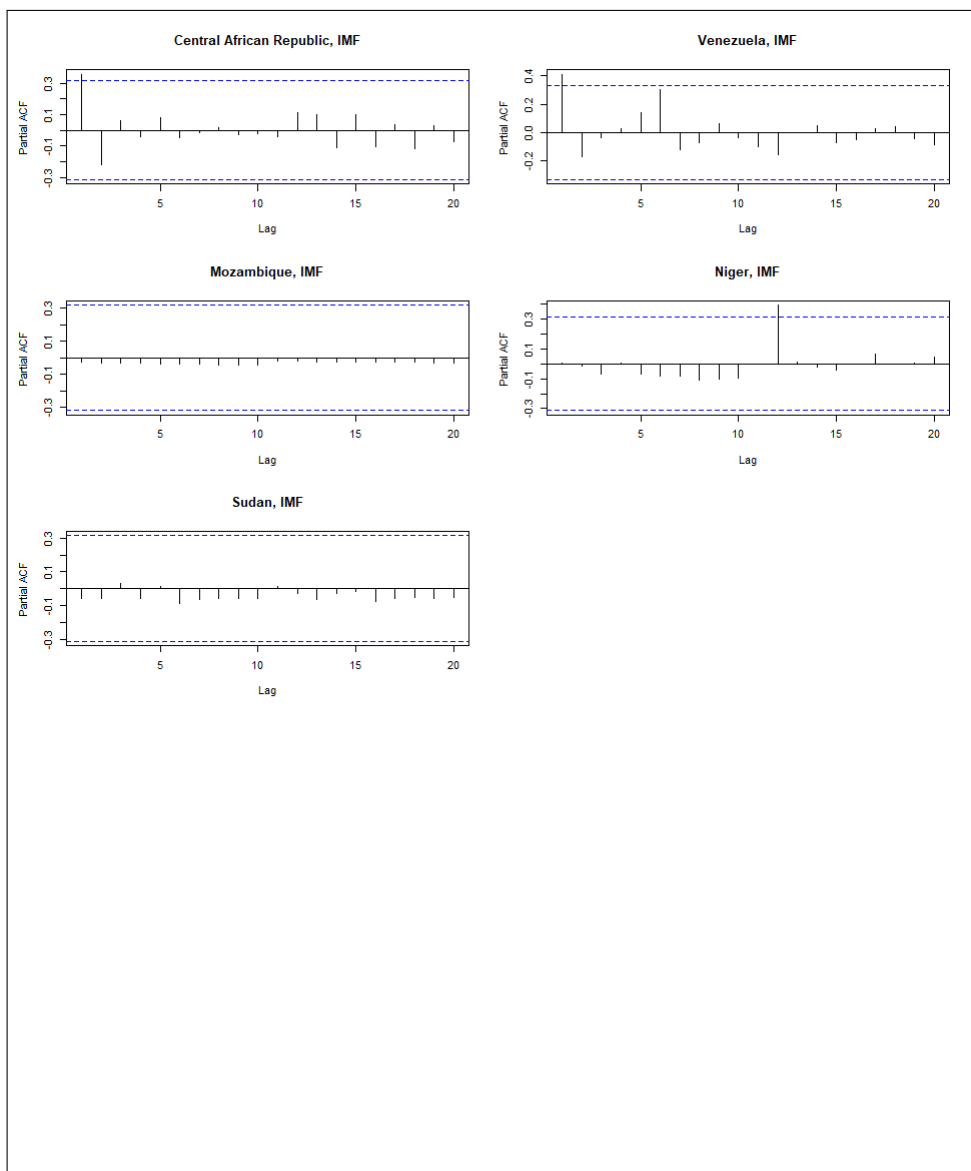 Central African Republic, IMF
Partial ACF
0.3
0.1
-0.1
-0.3
5
10
15
20
Lag
Venezuela, IMF
Partial ACF
0.4
0.2
0.0
-0.2
5
10
15
20
Lag
Mozambique, IMF
Partial ACF
0.3
0.1
-0.1
-0.3
5
10
15
20
Lag
Niger, IMF
Partial ACF
0.3
0.1
-0.1
-0.3
5
10
15
20
Lag
Sudan, IMF
Partial ACF
0.3
0.1
-0.1
-0.3
5
10
15
20
Lag